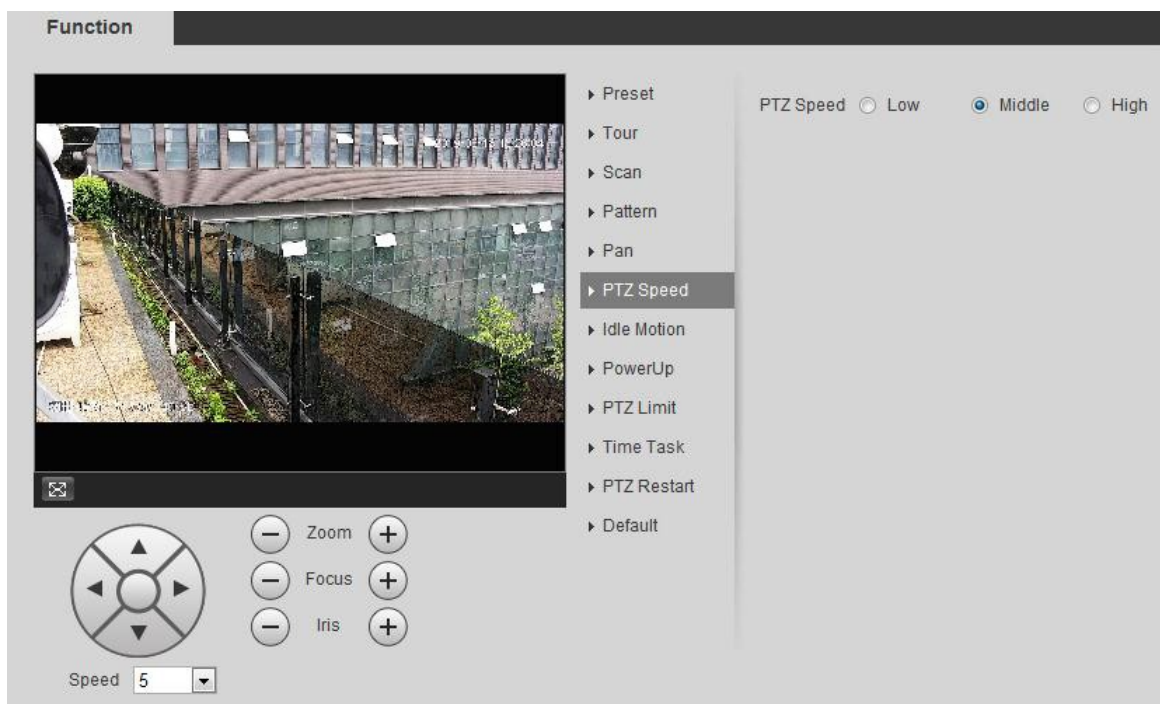 Function
Preset
Tour
Scan
Pattern
Pan
PTZ Speed
Idle Motion
PowerUp
PTZ Limit
Time Task
PTZ Restart
Default
PTZ Speed Low Middle High
Zoom
Focus
Iris
Speed 5